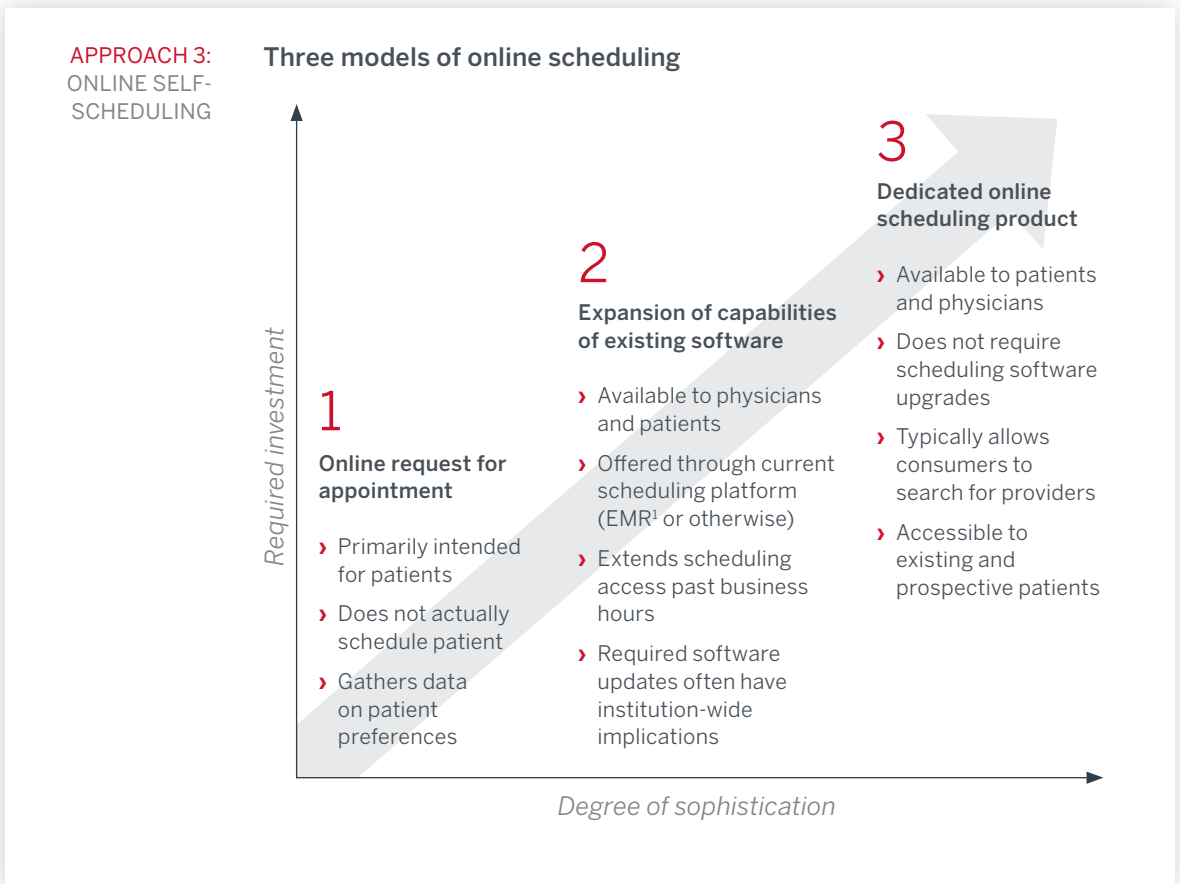 APPROACH 3:
ONLINE SELF-
SCHEDULING
Three models of online scheduling
Required investment
1
Online request for
appointment
› Primarily intended
for patients
› Does not actually
schedule patient
› Gathers data
on patient
preferences
2
Expansion of capabilities
of existing software
› Available to physicians
and patients
› Offered through current
scheduling platform
(EMR¹ or otherwise)
› Extends scheduling
access past business
hours
› Required software
updates often have
institution-wide
implications
3
Dedicated online
scheduling product
› Available to patients
and physicians
› Does not require
scheduling software
upgrades
› Typically allows
consumers to
search for providers
› Accessible to
existing and
prospective patients
Degree of sophistication